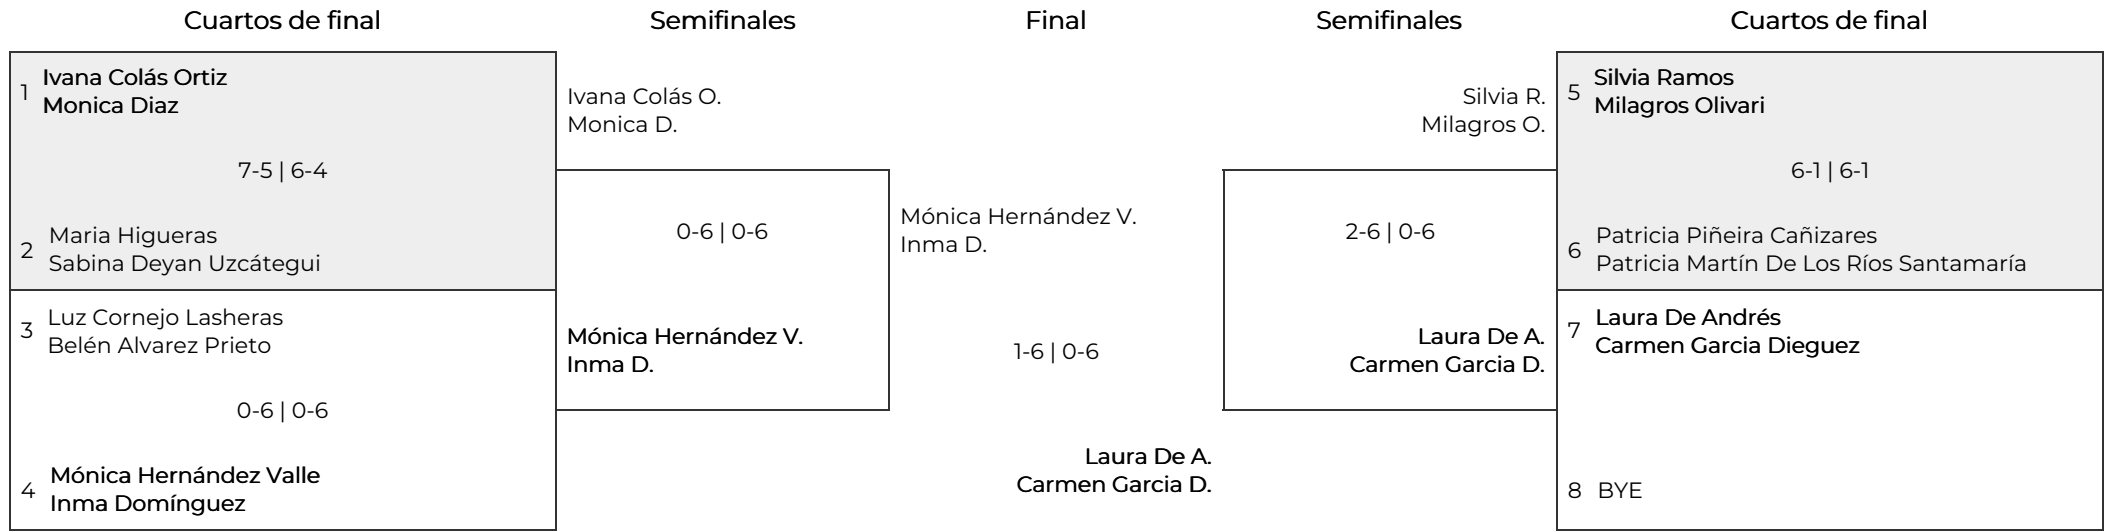 Cuartos de final
Semifinales
Final
Semifinales
Cuartos de final
1
Ivana Colás Ortiz
Monica Diaz
7-5 | 6-4
2
Maria Higueras
Sabina Deyan Uzcátegui
3
Luz Cornejo Lasheras
Belén Alvarez Prieto
0-6 | 0-6
4
Mónica Hernández Valle
Inma Domínguez
Ivana Colás O.
Monica D.
0-6 | 0-6
Mónica Hernández V.
Inma D.
Mónica Hernández V.
Inma D.
1-6 | 0-6
Laura De A.
Carmen Garcia D.
Silvia R.
Milagros O.
2-6 | 0-6
Laura De A.
Carmen Garcia D.
5
Silvia Ramos
Milagros Olivari
6-1 | 6-1
6
Patricia Piñeira Cañizares
Patricia Martín De Los Ríos Santamaría
7
Laura De Andrés
Carmen Garcia Dieguez
8 BYE